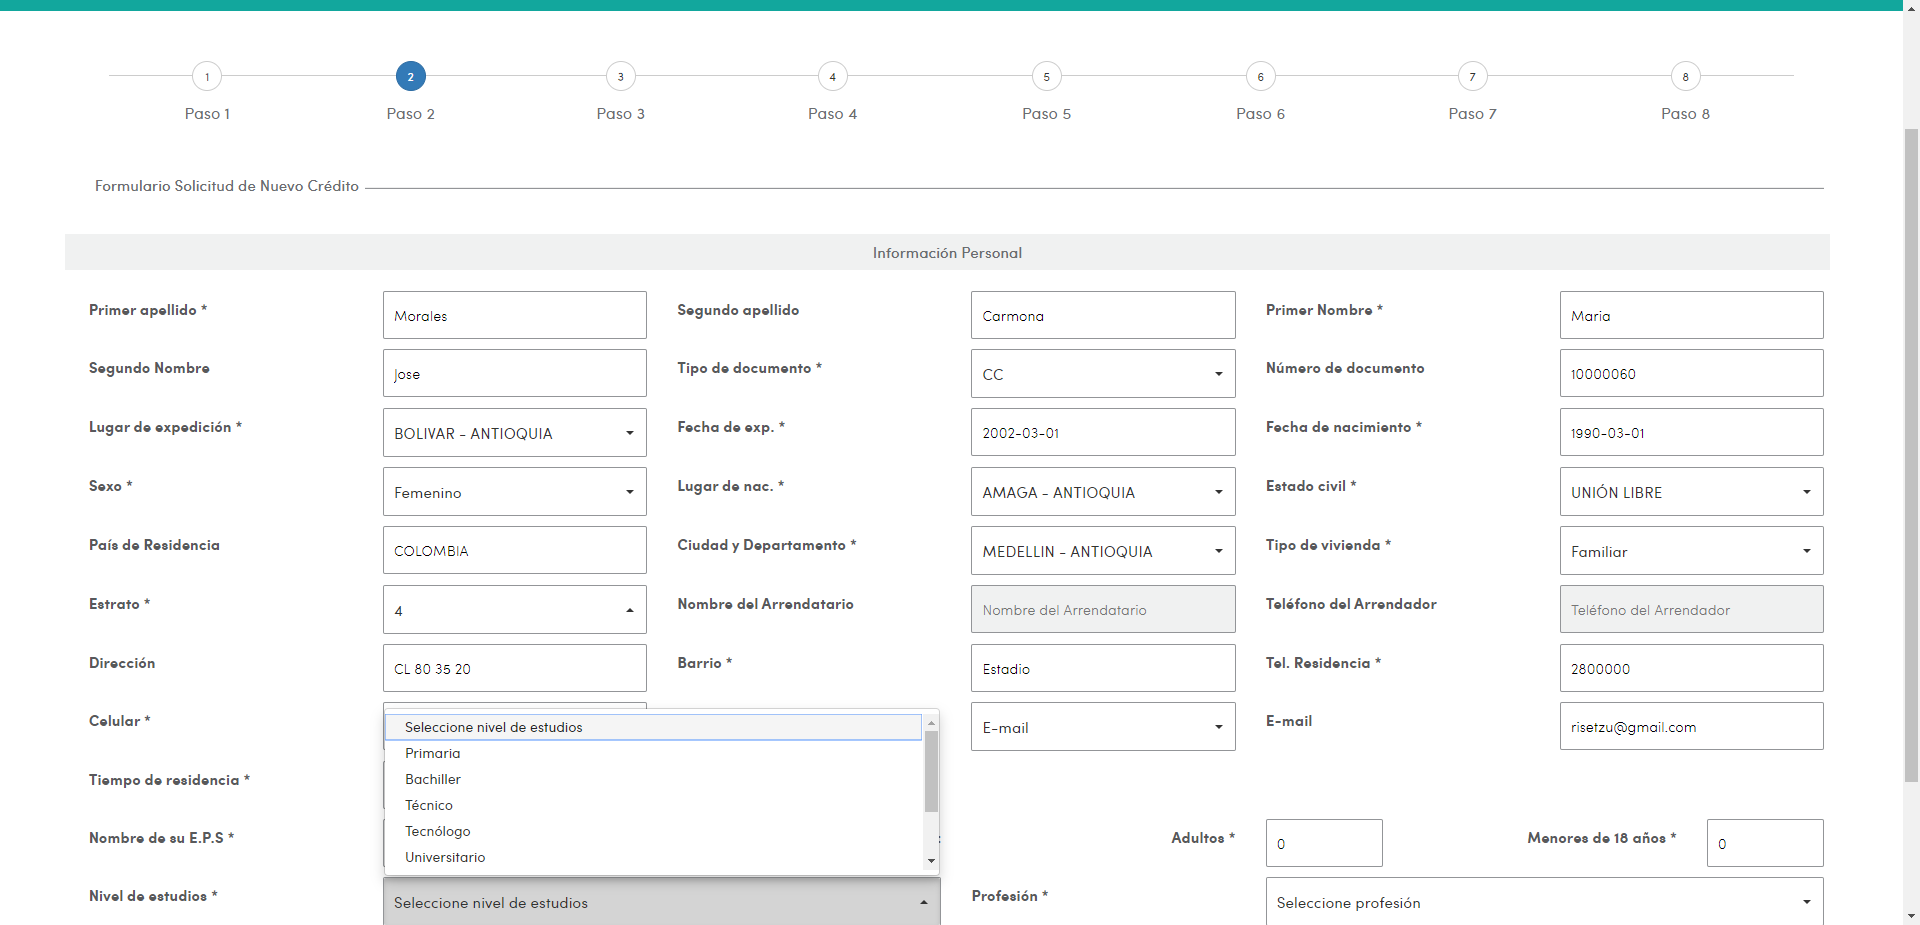 1 2 3 4 5 6 7 8
Paso 1 Paso 2 Paso 3 Paso 4 Paso 5 Paso 6 Paso 7 Paso 8
Formulario Solicitud de Nuevo Crédito
Información Personal
Primer apellido * Morales Segundo apellido Carmona Primer Nombre * Maria
Segundo Nombre Jose Tipo de documento * CC Número de documento 10000060
Lugar de expedición * BOLIVAR - ANTIOQUIA Fecha de exp. * 2002-03-01 Fecha de nacimiento * 1990-03-01
Sexo * Femenino Lugar de nac. * AMAGA - ANTIOQUIA Estado civil * UNIÓN LIBRE
País de Residencia COLOMBIA Ciudad y Departamento * MEDELLIN - ANTIOQUIA Tipo de vivienda * Familiar
Estrato * 4 Nombre del Arrendatario Nombre del Arrendatario Teléfono del Arrendador Teléfono del Arrendador
Dirección CL 80 35 20 Barrio * Estadio Tel. Residencia * 2800000
Celular * E-mail E-mail risetzu@gmail.com
Seleccione nivel de estudios
Primaria
Tiempo de residencia * Bachiller
Técnico
Tecnólogo
Nombre de su E.P.S * Adultos * 0 Menores de 18 años * 0
Universitario
Nivel de estudios * Seleccione nivel de estudios Profesión * Seleccione profesión